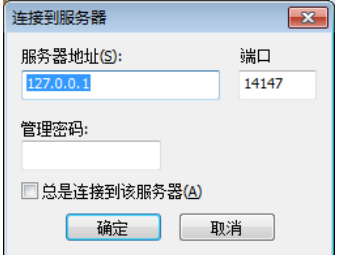 连接到服务器
服务器地址(S): 端口
127.0.0.1 14147
管理密码:
总是连接到该服务器(A)
确定 取消